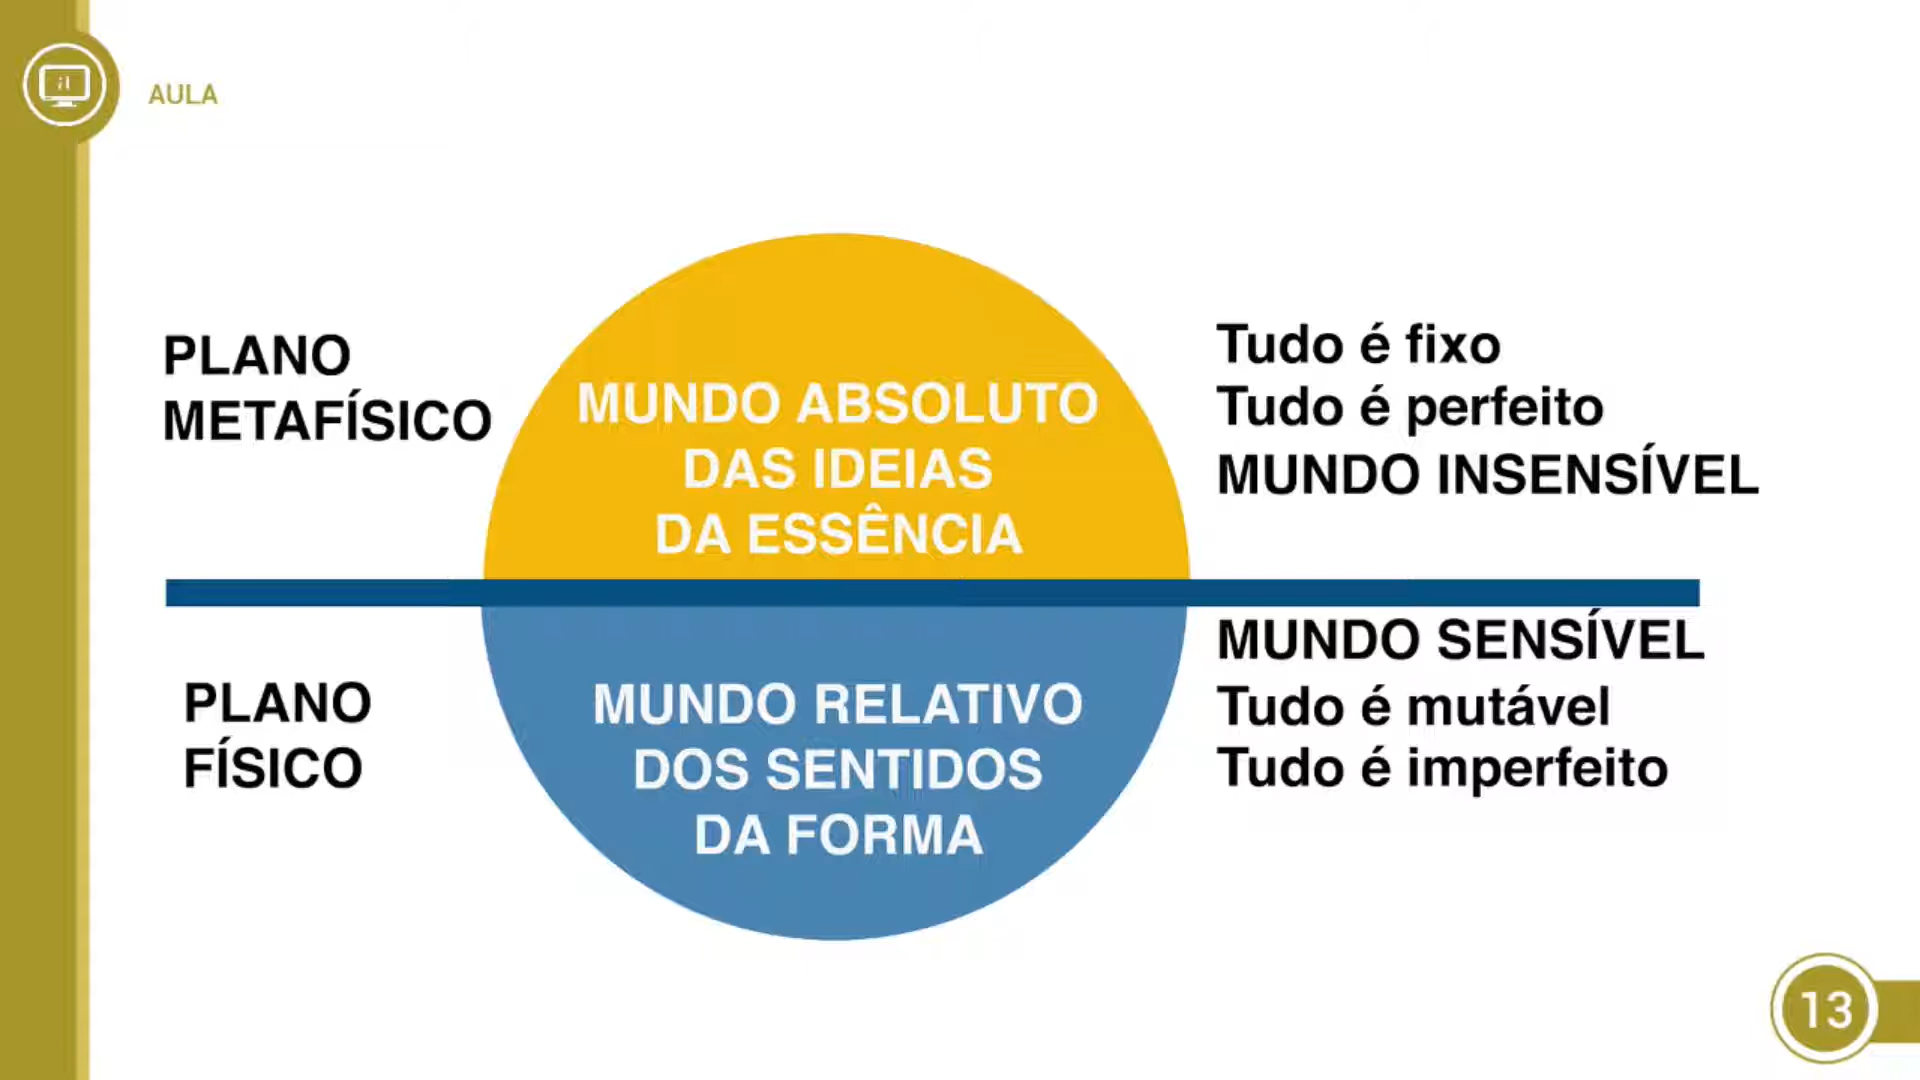 AULA
PLANO
METAFÍSICO
MUNDO ABSOLUTO
DAS IDEIAS
DA ESSÊNCIA
Tudo é fixo
Tudo é perfeito
MUNDO INSENSÍVEL
PLANO
FÍSICO
MUNDO RELATIVO
DOS SENTIDOS
DA FORMA
MUNDO SENSÍVEL
Tudo é mutável
Tudo é imperfeito
13